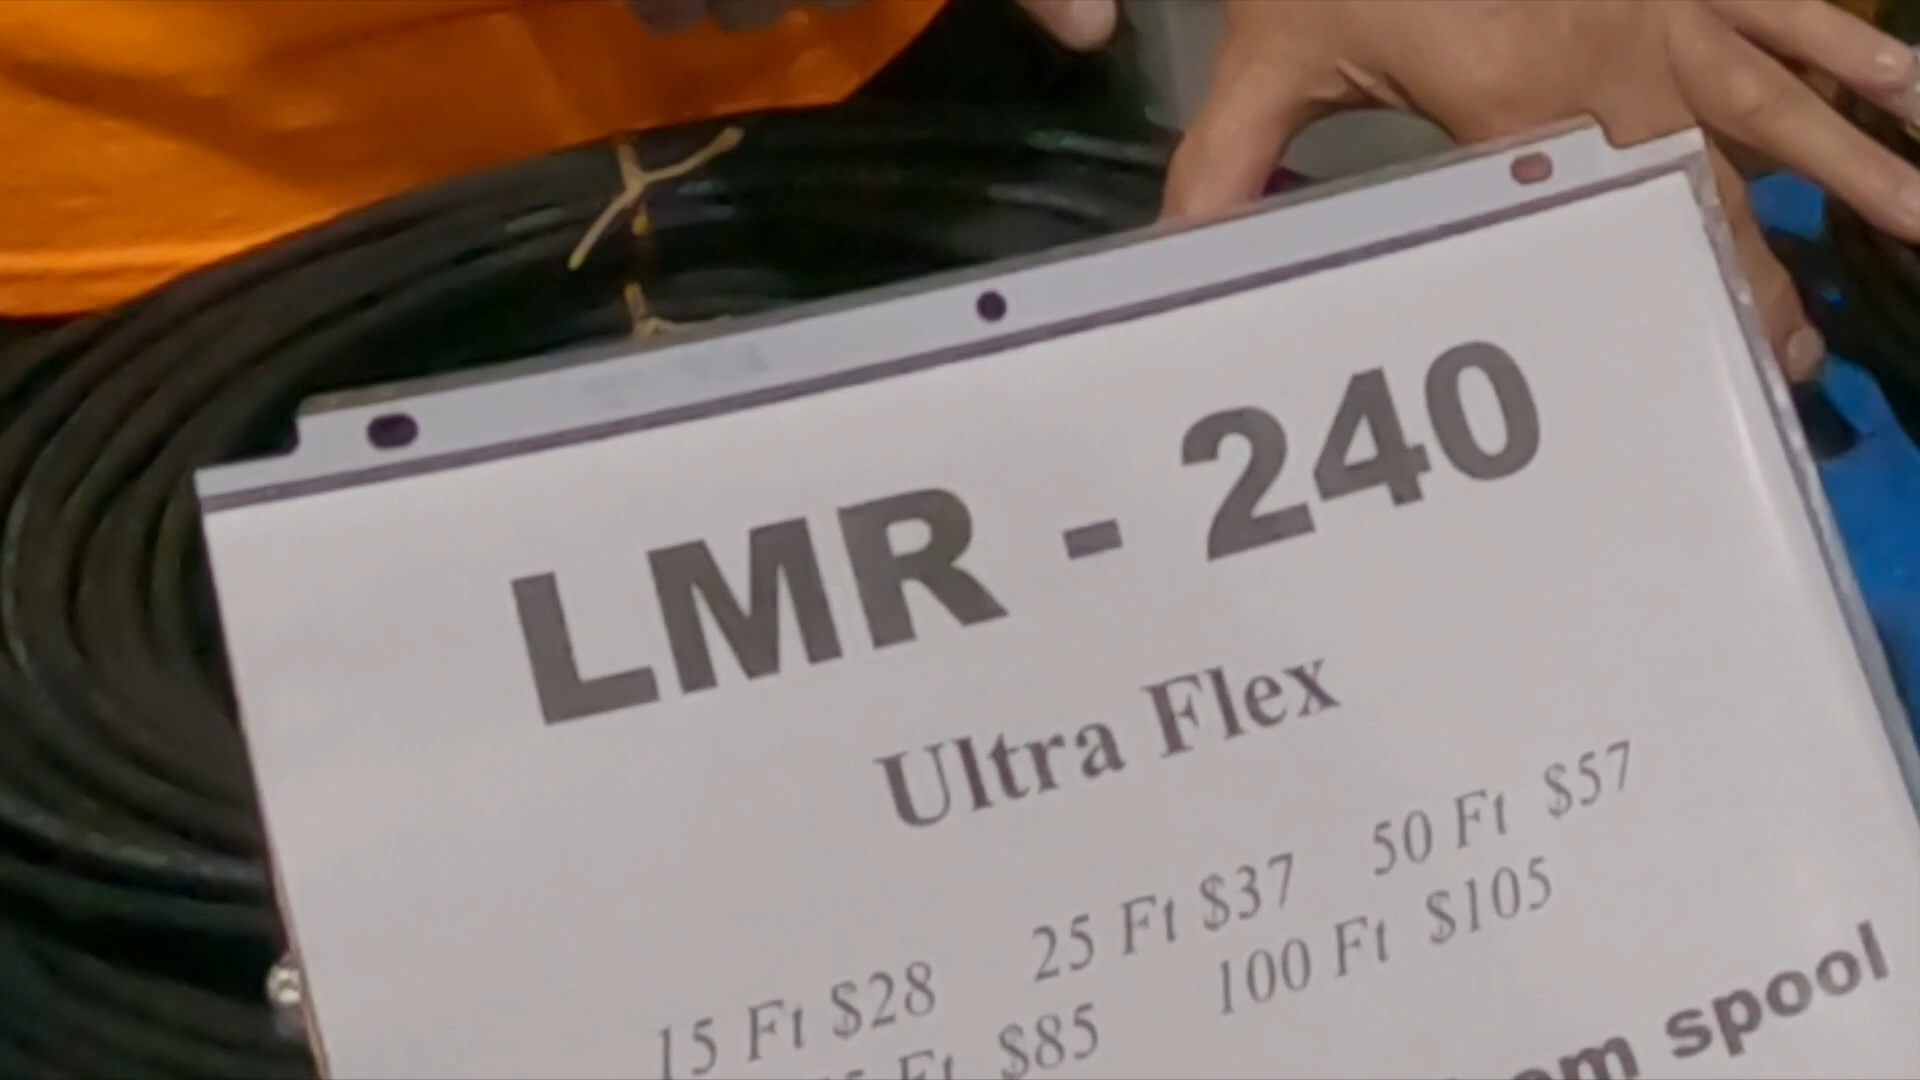 LMR - 240
Ultra Flex
15 Ft $28 25 Ft $37 50 Ft $57
Ft $85 100 Ft $105
spool